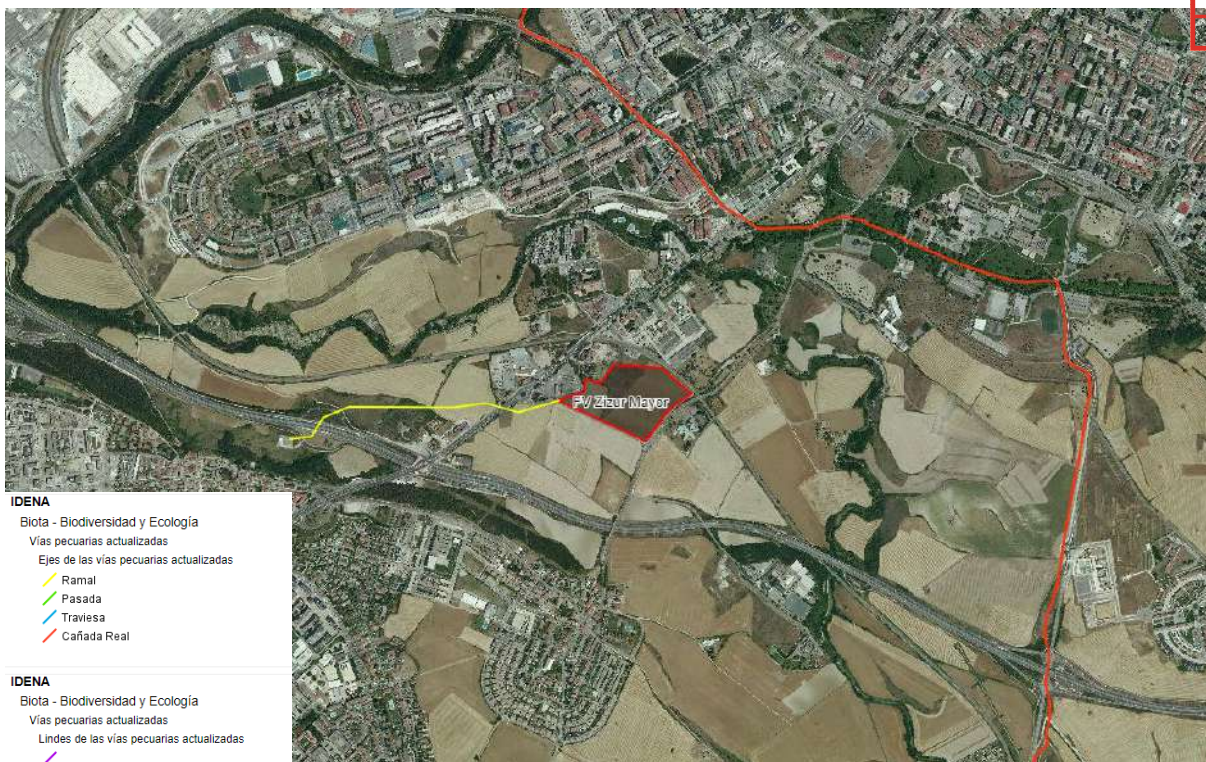 FV Zizur Mayor
IDENA
Biota - Biodiversidad y Ecología
Vías pecuarias actualizadas
Ejes de las vías pecuarias actualizadas
Ramal
Pasada
Traviesa
Cañada Real
IDENA
Biota - Biodiversidad y Ecología
Vías pecuarias actualizadas
Lindes de las vías pecuarias actualizadas